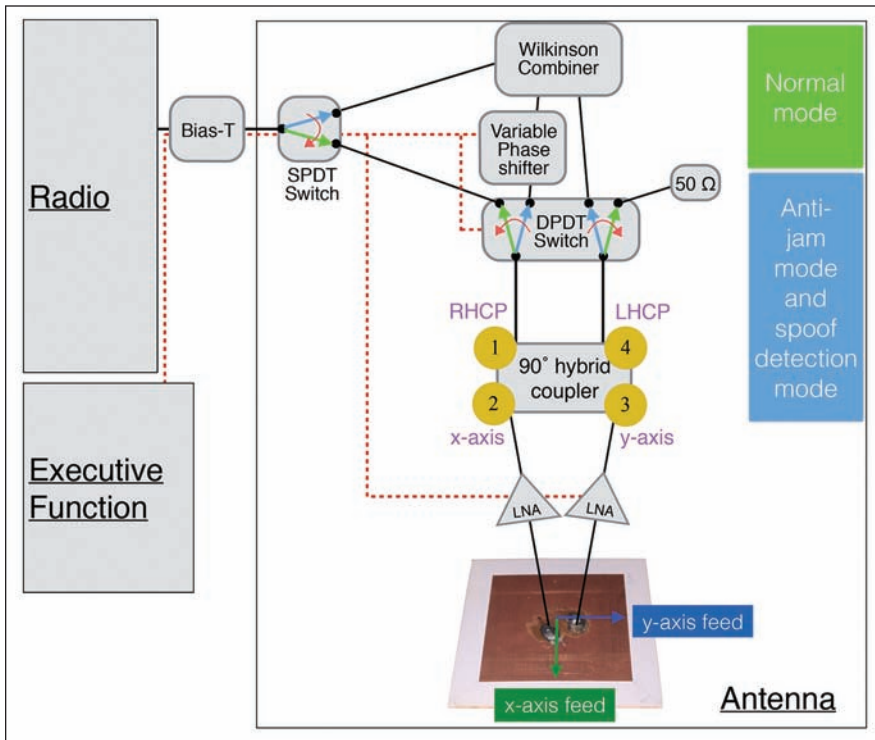 Wilkinson
Combiner
Normal
mode
Bias-T
Variable
Phase
shifter
SPDT
Switch
50 Ω
Radio
DPDT
Switch
Anti-
jam
mode
and
spoof
detection
mode
RHCP
LHCP
1
4
90˚ hybrid
coupler
2
3
x-axis
y-axis
Executive
Function
LNA
LNA
y-axis feed
x-axis feed
Antenna